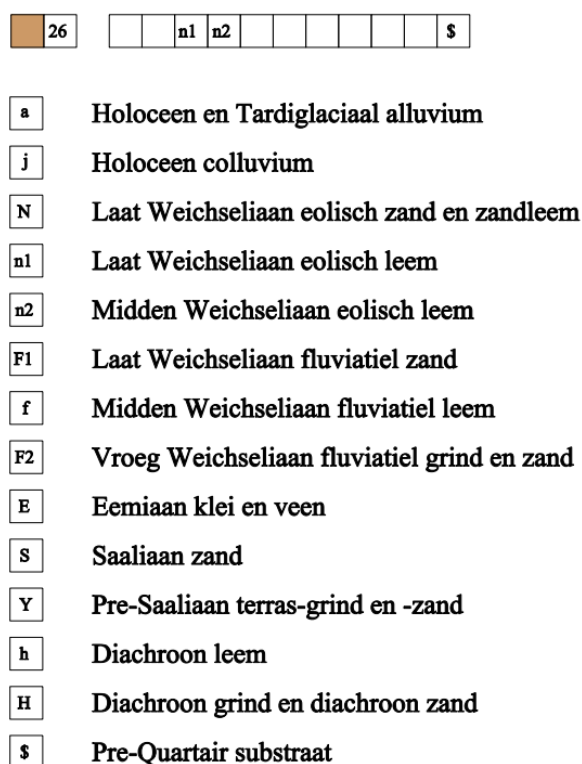 26 n1 n2 $
a Holoceen en Tardiglaciaal alluvium
j Holoceen colluvium
N Laat Weichseliaan eolisch zand en zandleem
n1 Laat Weichseliaan eolisch leem
n2 Midden Weichseliaan eolisch leem
F1 Laat Weichseliaan fluviatiel zand
f Midden Weichseliaan fluviatiel leem
F2 Vroeg Weichseliaan fluviatiel grind en zand
E Eemiaan klei en veen
S Saaliaan zand
Y Pre-Saaliaan terras-grind en -zand
h Diachroon leem
H Diachroon grind en diachroon zand
$ Pre-Quartair substraat